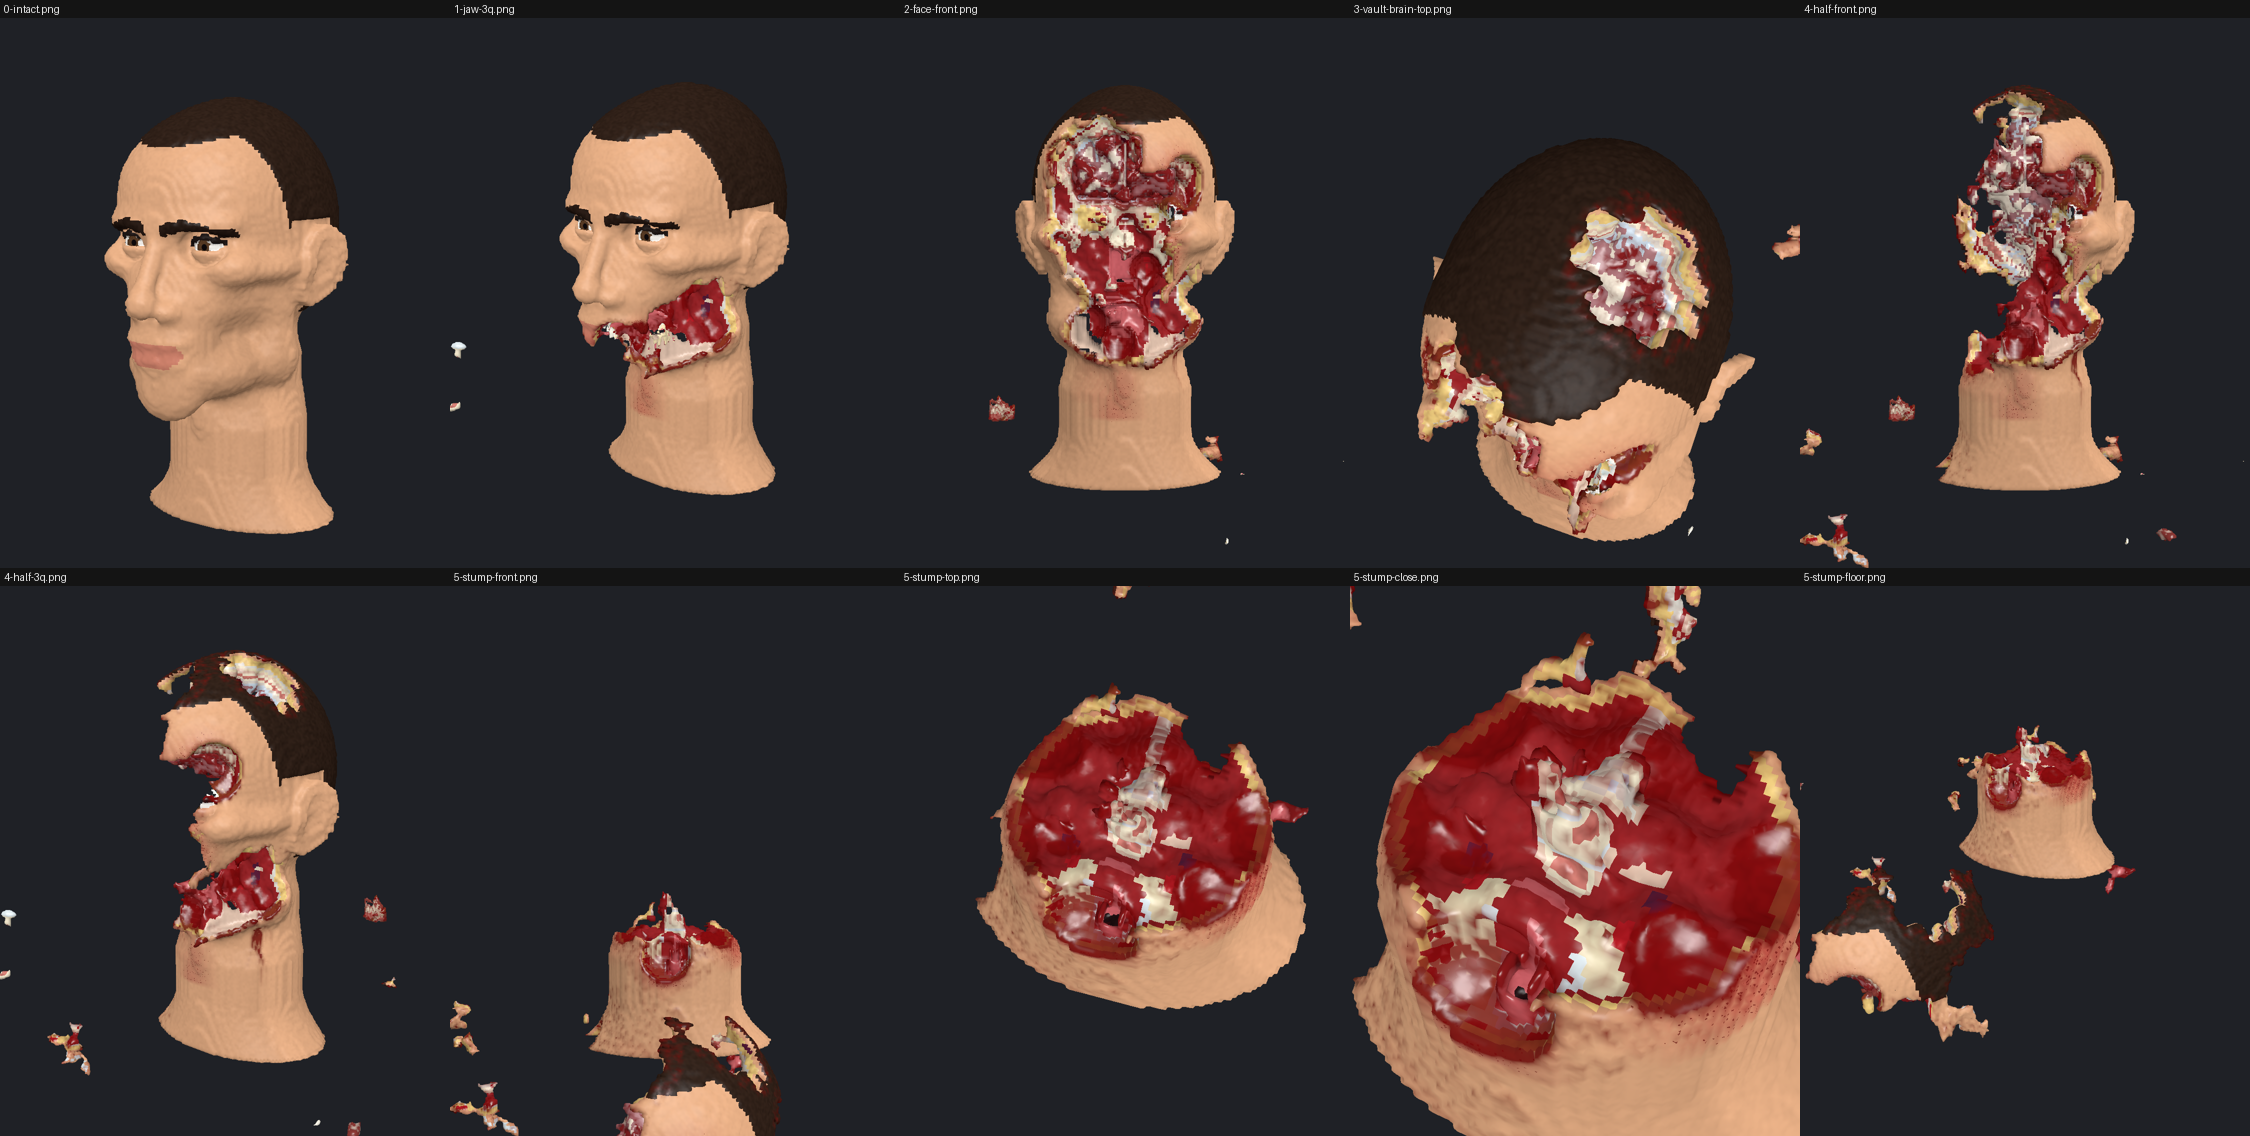 0-intact.png
1-jaw-3q.png
2-face-front.png
3-vault-brain-top.png
4-half-front.png
4-half-3q.png
5-stump-front.png
5-stump-top.png
5-stump-close.png
5-stump-floor.png